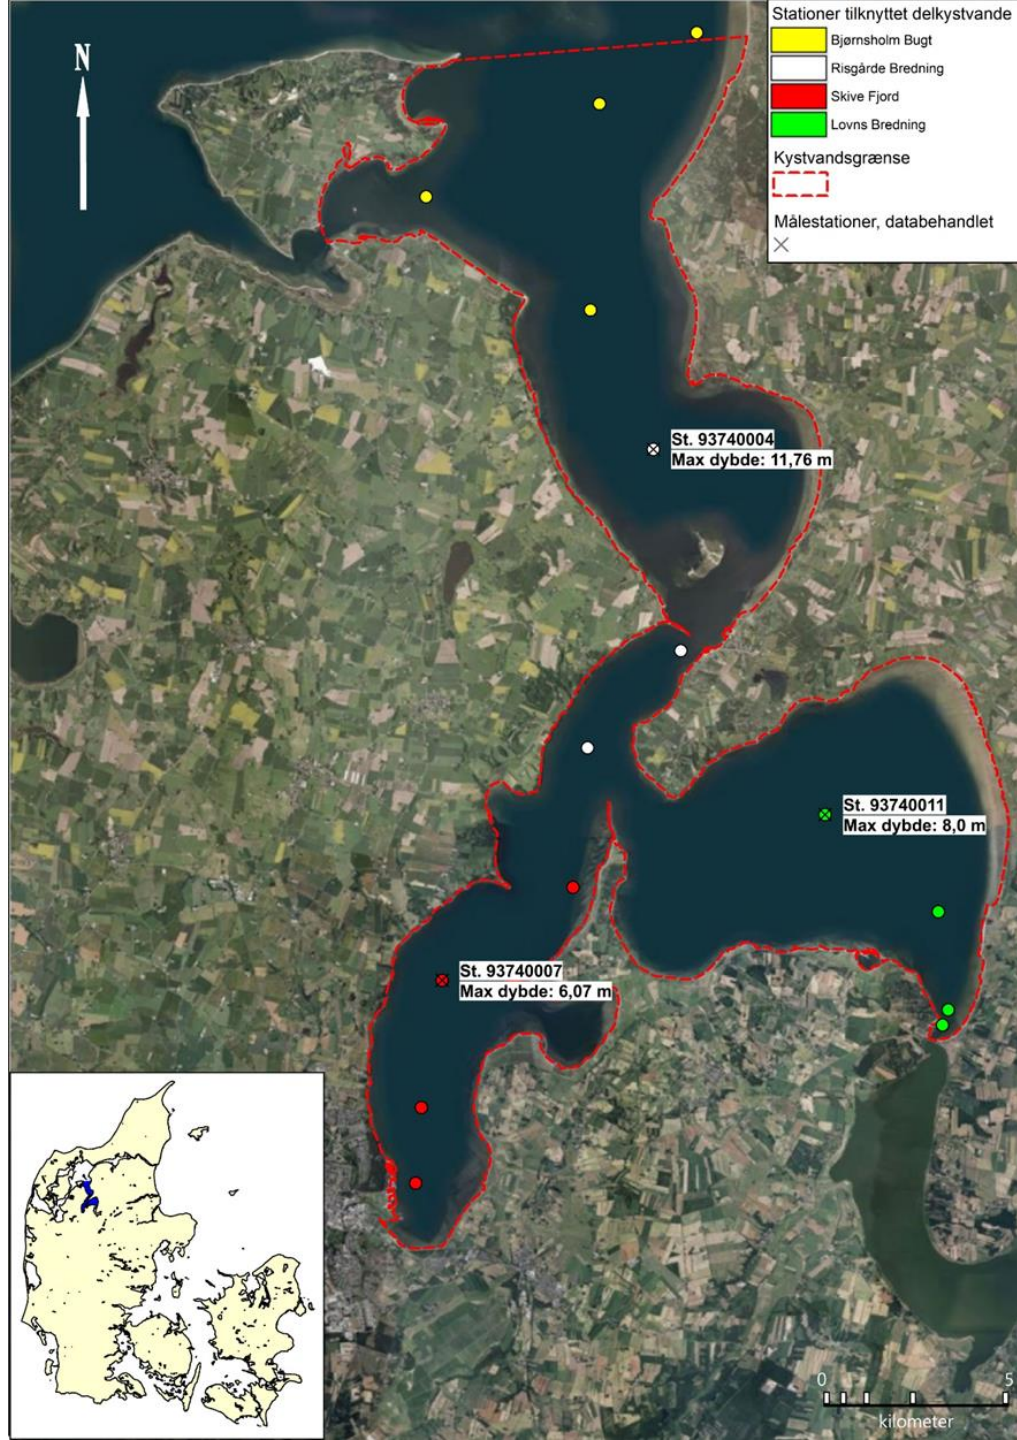 Stationer tilknyttet delkystvande
Bjørnsholm Bugt
Risgårde Bredning
Skive Fjord
Lovns Bredning
Kystvandsgrænse
Målestationer, databehandlet
N
St. 93740004
Max dybde: 11,76 m
St. 93740011
Max dybde: 8,0 m
St. 93740007
Max dybde: 6,07 m
0 5
kilometer